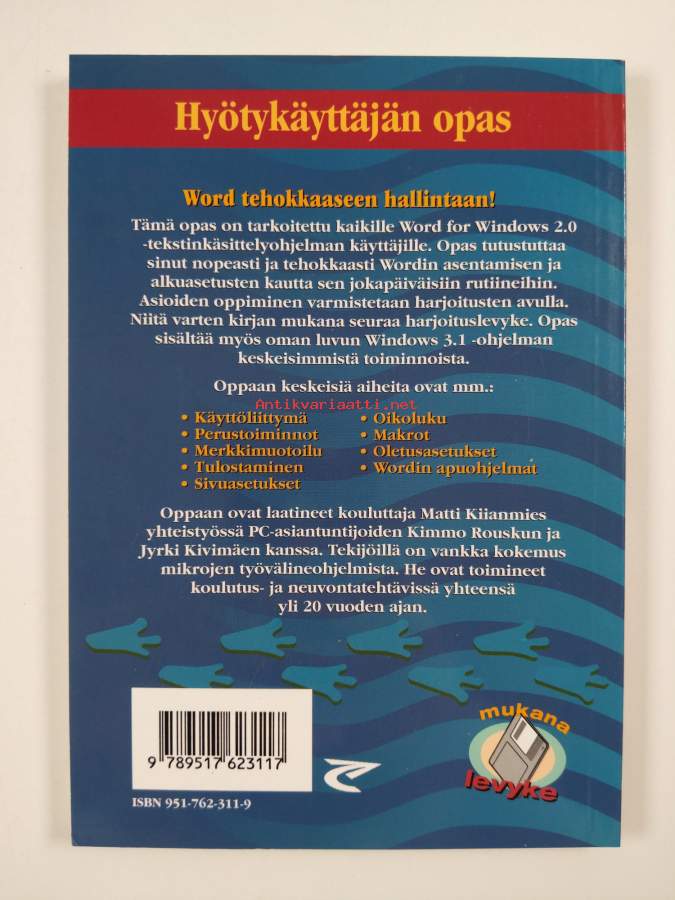 Hyötykäyttäjän opas
Word tehokkaaseen hallintaan!
Tämä opas on tarkoitettu kaikille Word for Windows 2.0
-tekstinkäsittelyohjelman käyttäjille. Opas tutustuttaa
sinut nopeasti ja tehokkaasti Wordin asentamisen ja
alkuasetusten kautta sen jokapäiväisiin rutiineihin.
Asioiden oppiminen varmistetaan harjoitusten avulla.
Niitä varten kirjan mukana seuraa harjoituslevyke. Opas
sisältää myös oman luvun Windows 3.1 -ohjelman
keskeisimmistä toiminnoista.
Oppaan keskeisiä aiheita ovat mm.:
Antikvariaatti.net
• Käyttöliittymä
• Perustoiminnot
• Merkkimuotoilu
• Tulostaminen
• Sivuasetukset
• Oikoluku
• Makrot
• Oletusasetukset
• Wordin apuohjelmat
Oppaan ovat laatineet kouluttaja Matti Kiianmies
yhteistyössä PC-asiantuntijoiden Kimmo Rouskun ja
Jyrki Kivimäen kanssa. Tekijöillä on vankka kokemus
mikrojen työvälineohjelmista. He ovat toimineet
koulutus- ja neuvontatehtävissä yhteensä
yli 20 vuoden ajan.
9 789517 623117
ISBN 951-762-311-9
mukana
levyke